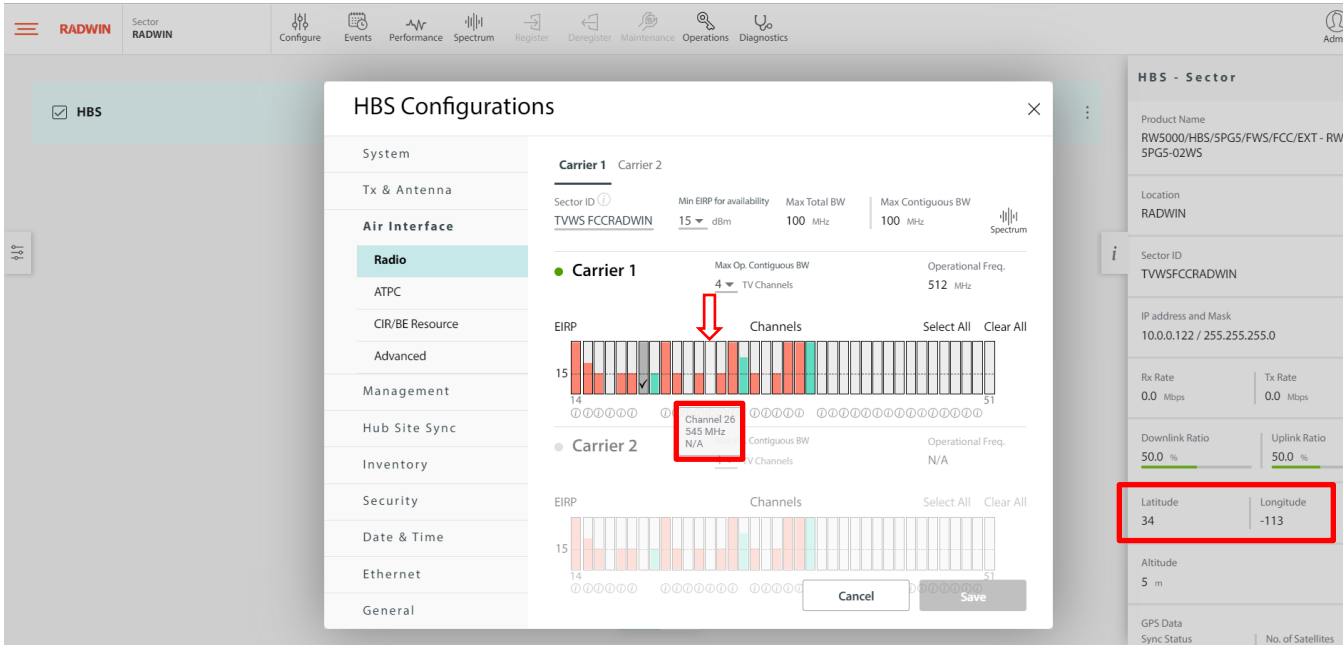 RADWIN
Sector
RADWIN
Configure
Events
Performance
Spectrum
Register
Deregister
Maintenance
Operations
Diagnostics
Adm
HBS
HBS Configurations
System
Tx & Antenna
Air Interface
Radio
ATPC
CIR/BE Resource
Advanced
Management
Hub Site Sync
Inventory
Security
Date & Time
Ethernet
General
Carrier 1 Carrier 2
Sector ID
TVWS FCCRADWIN
Min EIRP for availability
15 dBm
Max Total BW
100 MHz
Max Contiguous BW
100 MHz
Spectrum
Carrier 1
Max Op. Contiguous BW
4 TV Channels
Operational Freq.
512 MHz
EIRP Channels Select All Clear All
15
14 51
Channel 26
545 MHz
N/A
Carrier 2
Contiguous BW
TV Channels
Operational Freq.
N/A
EIRP Channels Select All Clear All
15
14 51
Cancel Save
HBS - Sector
Product Name
RW5000/HBS/5PG5/FWS/FCC/EXT - RW
5PG5-02WS
Location
RADWIN
Sector ID
TVWSFCCRADWIN
IP address and Mask
10.0.0.122 / 255.255.255.0
Rx Rate
0.0 Mbps
Tx Rate
0.0 Mbps
Downlink Ratio
50.0 %
Uplink Ratio
50.0 %
Latitude
34
Longitude
-113
Altitude
5 m
GPS Data
Sync Status No. of Satellites